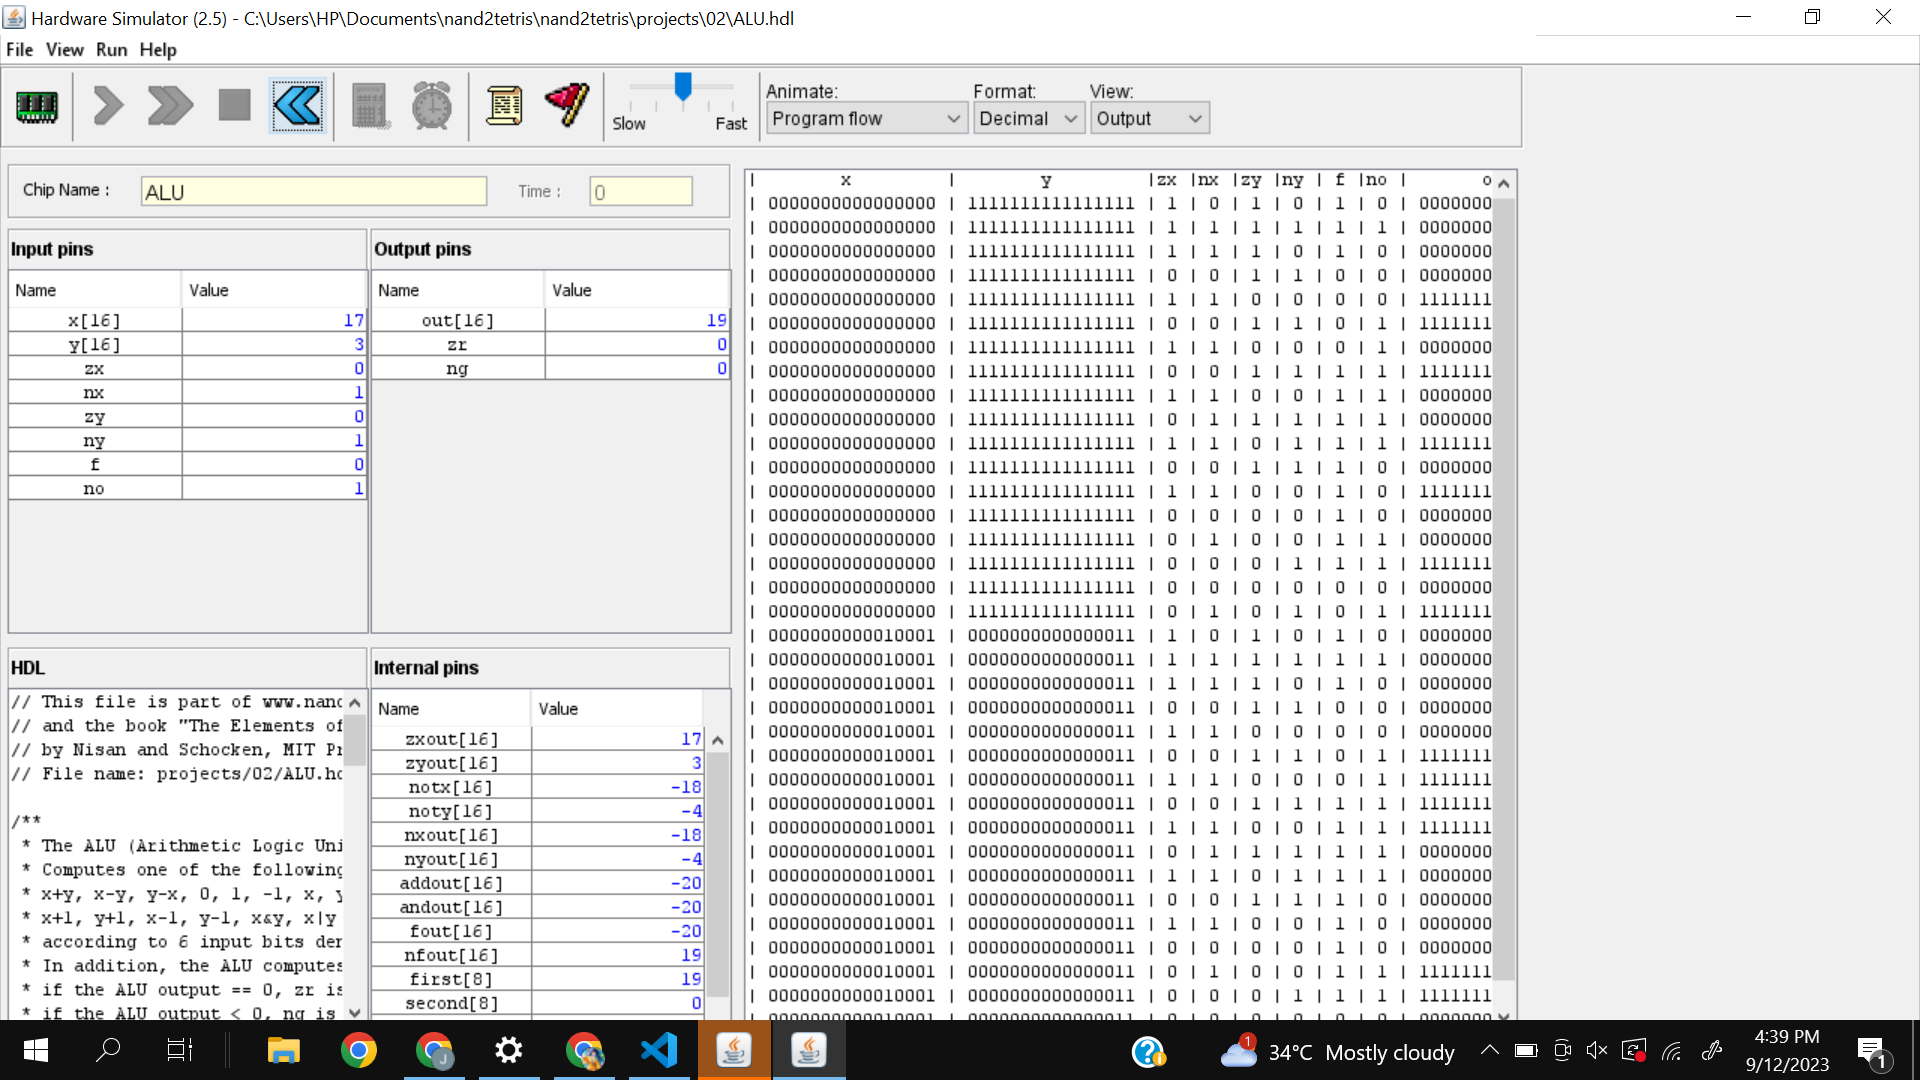 Hardware Simulator (2.5) - C:\Users\HP\Documents\nand2tetris\nand2tetris\projects\02\ALU.hdl
File View Run Help
Slow Fast
Animate: Format: View:
Program flow Decimal Output
Chip Name : ALU Time : 0
Input pins
Name Value
x[16] 17
y[16] 3
zx 0
nx 1
zy 0
ny 1
f 0
no 1
Output pins
Name Value
out[16] 19
zr 0
ng 0
HDL
// This file is part of www.nand
// and the book "The Elements of
// by Nisan and Schocken, MIT Pr
// File name: projects/02/ALU.hd
/**
* The ALU (Arithmetic Logic Uni
* Computes one of the following
* x+y, x-y, y-x, 0, 1, -1, x, y
* x+1, y+1, x-1, y-1, x&y, x|y
* according to 6 input bits den
* In addition, the ALU computes
* if the ALU output == 0, zr is
* if the ALU output < 0, ng is
Internal pins
Name Value
zxout[16] 17
zyout[16] 3
notx[16] -18
noty[16] -4
nxout[16] -18
nyout[16] -4
addout[16] -20
andout[16] -20
fout[16] -20
nfout[16] 19
first[8] 19
second[8] 0
| x | y |zx |nx |zy |ny | f |no | o
| 0000000000000000 | 1111111111111111 | 1 | 0 | 1 | 0 | 1 | 0 | 0000000
| 0000000000000000 | 1111111111111111 | 1 | 1 | 1 | 1 | 1 | 1 | 0000000
| 0000000000000000 | 1111111111111111 | 1 | 1 | 1 | 0 | 1 | 0 | 0000000
| 0000000000000000 | 1111111111111111 | 0 | 0 | 1 | 1 | 0 | 0 | 0000000
| 0000000000000000 | 1111111111111111 | 1 | 1 | 0 | 0 | 0 | 0 | 1111111
| 0000000000000000 | 1111111111111111 | 0 | 0 | 1 | 1 | 0 | 1 | 1111111
| 0000000000000000 | 1111111111111111 | 1 | 1 | 0 | 0 | 0 | 1 | 0000000
| 0000000000000000 | 1111111111111111 | 0 | 0 | 1 | 1 | 1 | 1 | 1111111
| 0000000000000000 | 1111111111111111 | 1 | 1 | 0 | 0 | 1 | 1 | 0000000
| 0000000000000000 | 1111111111111111 | 0 | 1 | 1 | 1 | 1 | 1 | 0000000
| 0000000000000000 | 1111111111111111 | 1 | 1 | 0 | 1 | 1 | 1 | 1111111
| 0000000000000000 | 1111111111111111 | 0 | 0 | 1 | 1 | 1 | 0 | 0000000
| 0000000000000000 | 1111111111111111 | 1 | 1 | 0 | 0 | 1 | 0 | 1111111
| 0000000000000000 | 1111111111111111 | 0 | 0 | 0 | 0 | 1 | 0 | 0000000
| 0000000000000000 | 1111111111111111 | 0 | 1 | 0 | 0 | 1 | 1 | 0000000
| 0000000000000000 | 1111111111111111 | 0 | 0 | 0 | 1 | 1 | 1 | 1111111
| 0000000000000000 | 1111111111111111 | 0 | 0 | 0 | 0 | 0 | 0 | 0000000
| 0000000000000000 | 1111111111111111 | 0 | 1 | 0 | 1 | 0 | 1 | 1111111
| 0000000000010001 | 0000000000000011 | 1 | 0 | 1 | 0 | 1 | 0 | 0000000
| 0000000000010001 | 0000000000000011 | 1 | 1 | 1 | 1 | 1 | 1 | 0000000
| 0000000000010001 | 0000000000000011 | 1 | 1 | 1 | 0 | 1 | 0 | 0000000
| 0000000000010001 | 0000000000000011 | 0 | 0 | 1 | 1 | 0 | 0 | 0000000
| 0000000000010001 | 0000000000000011 | 1 | 1 | 0 | 0 | 0 | 0 | 0000000
| 0000000000010001 | 0000000000000011 | 0 | 0 | 1 | 1 | 0 | 1 | 1111111
| 0000000000010001 | 0000000000000011 | 1 | 1 | 0 | 0 | 0 | 1 | 1111111
| 0000000000010001 | 0000000000000011 | 0 | 0 | 1 | 1 | 1 | 1 | 1111111
| 0000000000010001 | 0000000000000011 | 1 | 1 | 0 | 0 | 1 | 1 | 1111111
| 0000000000010001 | 0000000000000011 | 0 | 1 | 1 | 1 | 1 | 1 | 0000000
| 0000000000010001 | 0000000000000011 | 1 | 1 | 0 | 1 | 1 | 1 | 0000000
| 0000000000010001 | 0000000000000011 | 0 | 0 | 1 | 1 | 1 | 0 | 0000000
| 0000000000010001 | 0000000000000011 | 1 | 1 | 0 | 0 | 1 | 0 | 0000000
| 0000000000010001 | 0000000000000011 | 0 | 0 | 0 | 0 | 1 | 0 | 0000000
| 0000000000010001 | 0000000000000011 | 0 | 1 | 0 | 0 | 1 | 1 | 1111111
| 0000000000010001 | 0000000000000011 | 0 | 0 | 0 | 1 | 1 | 1 | 1111111
J
1
34°C Mostly cloudy
4:39 PM
9/12/2023
1